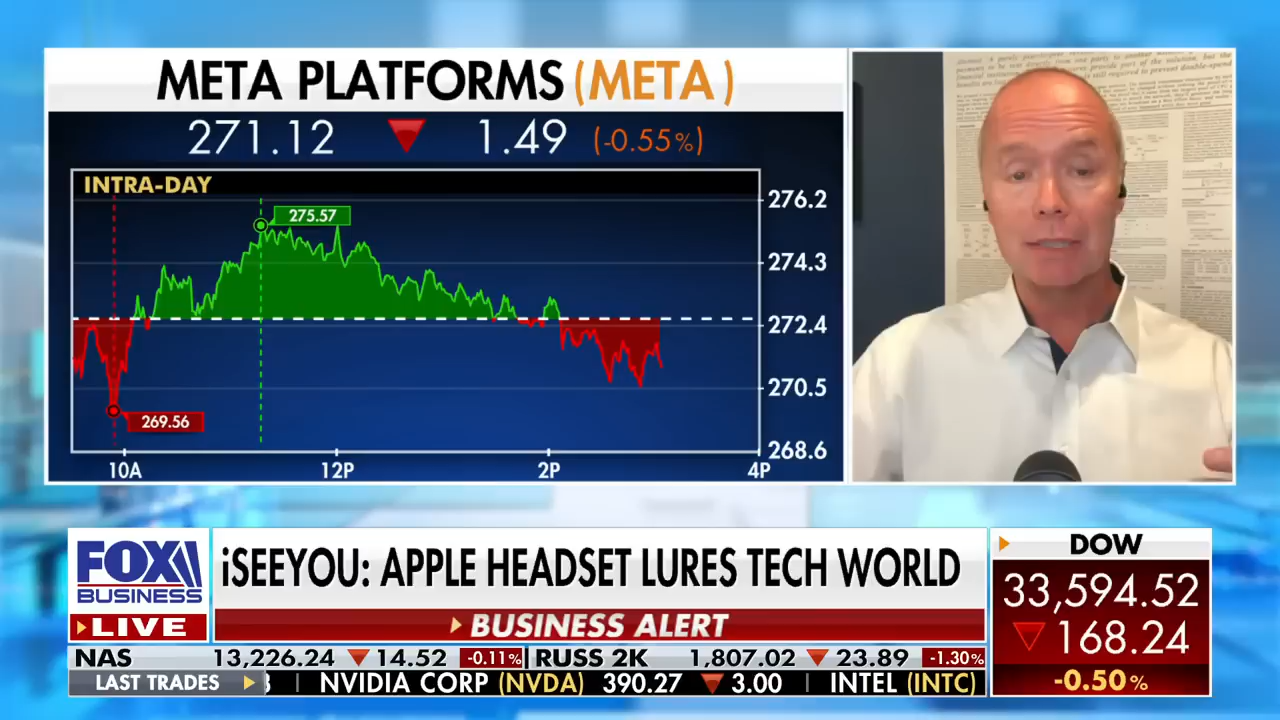 META PLATFORMS (META)
271.12 ▼ 1.49 (-0.55%)
INTRA-DAY
276.2
275.57
274.3
272.4
270.5
269.56
268.6
10A 12P 2P 4P
FOX BUSINESS
LIVE
iSEEYOU: APPLE HEADSET LURES TECH WORLD
BUSINESS ALERT
DOW
33,594.52
▼ 168.24
-0.50%
NAS 13,226.24 ▼ 14.52 -0.11% RUSS 2K 1,807.02 ▼ 23.89 -1.30%
LAST TRADES | NVIDIA CORP (NVDA) 390.27 ▼ 3.00 | INTEL (INTC)